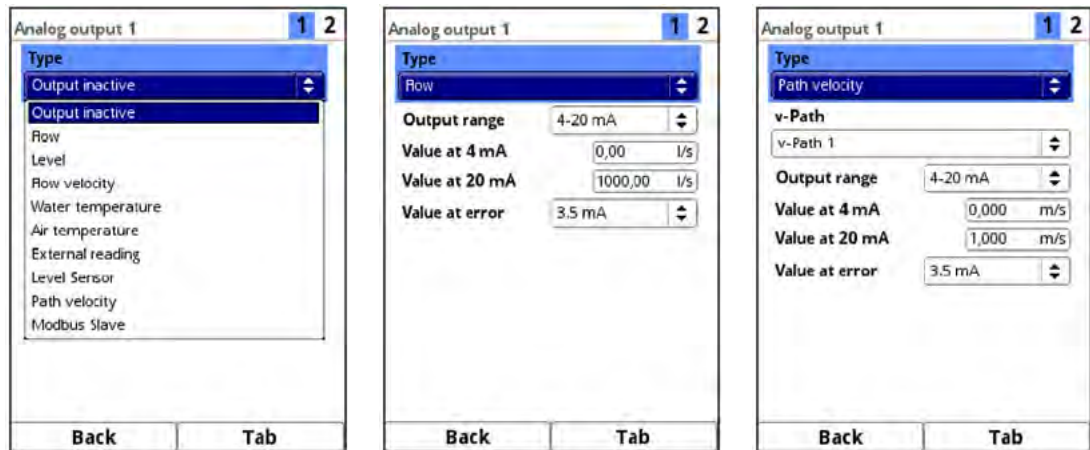 Analog output 1 1 2
Type
Output inactive
Output inactive
Flow
Level
Flow velocity
Water temperature
Air temperature
External reading
Level Sensor
Path velocity
Modbus Slave
Back Tab
Analog output 1 1 2
Type
Flow
Output range 4-20 mA
Value at 4 mA 0,00 l/s
Value at 20 mA 1000,00 l/s
Value at error 3.5 mA
Back Tab
Analog output 1 1 2
Type
Path velocity
v-Path
v-Path 1
Output range 4-20 mA
Value at 4 mA 0,000 m/s
Value at 20 mA 1,000 m/s
Value at error 3.5 mA
Back Tab